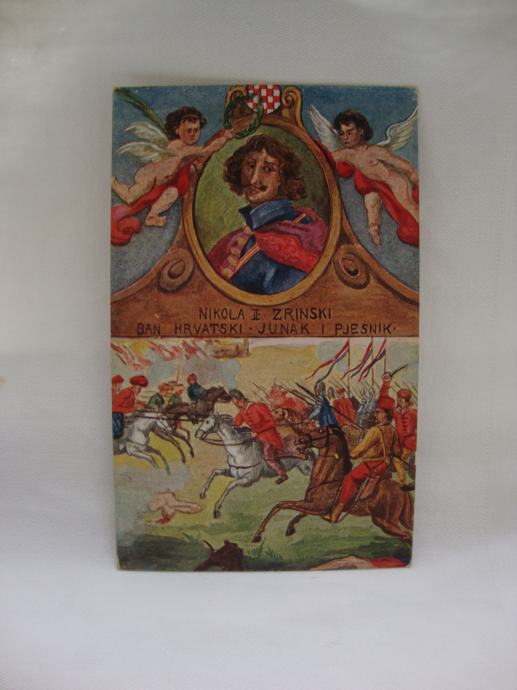 NIKOLA II ZRINSKI
BAN HRVATSKI · JUNAK I PJESNIK ·